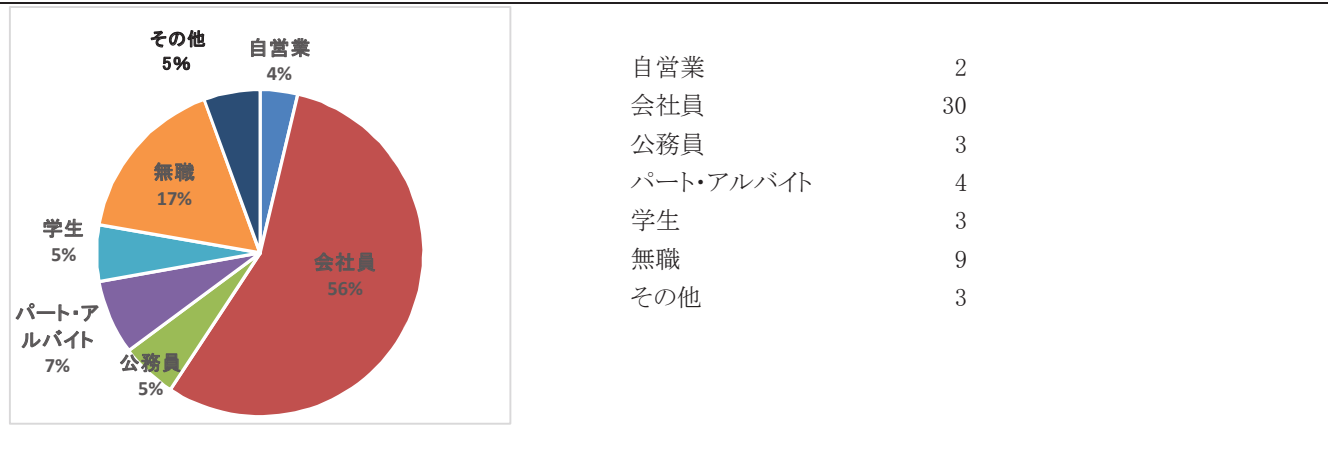 その他
5%
自営業
4%
無職
17%
学生
5%
会社員
56%
パート・ア
ルバイト
7%
公務員
5%
自営業 2
会社員 30
公務員 3
パート・アルバイト 4
学生 3
無職 9
その他 3